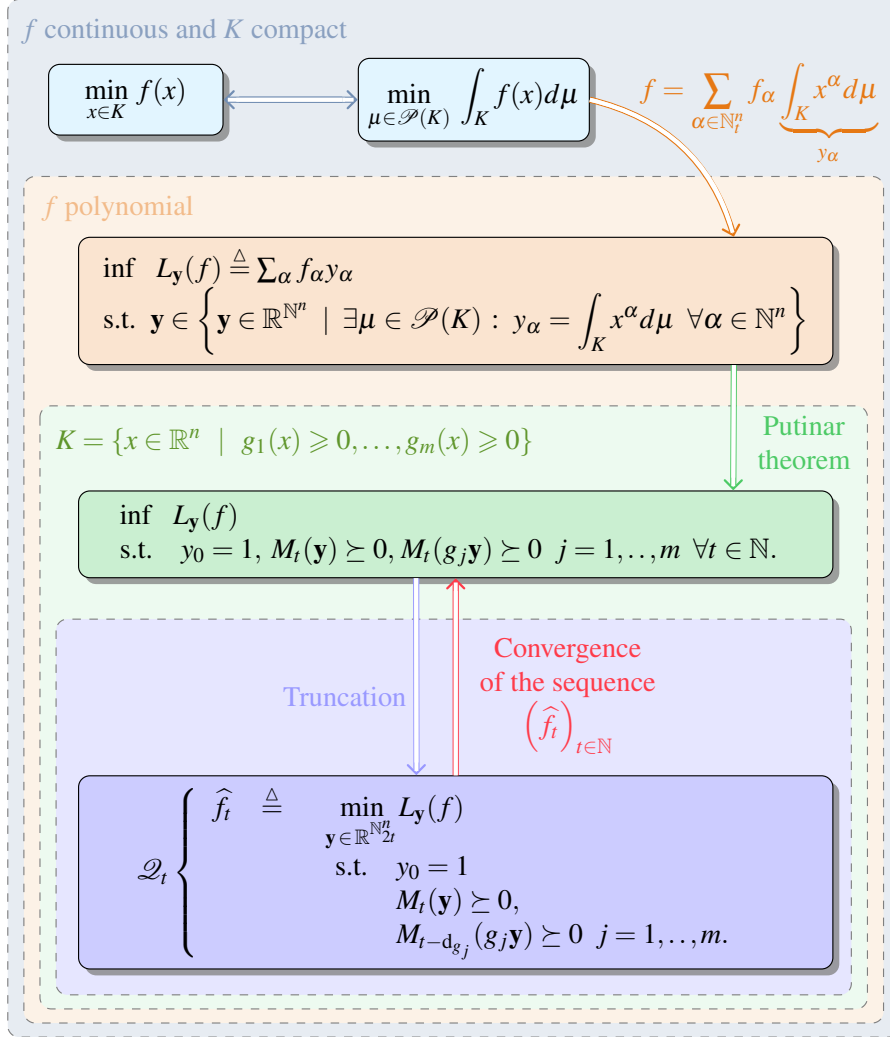 f continuous and K compact
min_{x∈K} f(x)
min_{μ∈𝒫(K)} ∫_K f(x)dμ
f = ∑_{α∈ℕ^n_t} f_α ∫_K x^α dμ
y_α
f polynomial
inf L_𝐲(f) ≜ ∑_α f_α y_α
s.t. 𝐲 ∈ {𝐲 ∈ ℝ^{ℕ^n} | ∃μ ∈ 𝒫(K) : y_α = ∫_K x^α dμ ∀α ∈ ℕ^n}
K = {x ∈ ℝ^n | g_1(x) ⩾ 0,...,g_m(x) ⩾ 0}
Putinar
theorem
inf L_𝐲(f)
s.t. y_0 = 1, M_t(𝐲) ⪰ 0, M_t(g_j𝐲) ⪰ 0 j = 1,..,m ∀t ∈ ℕ.
Truncation
Convergence
of the sequence
(f̂_t)_{t∈ℕ}
𝒬_t { f̂_t ≜ min_{𝐲∈ℝ^{ℕ^n_{2t}}} L_𝐲(f)
s.t. y_0 = 1
M_t(𝐲) ⪰ 0,
M_{t−d_{g_j}}(g_j𝐲) ⪰ 0 j = 1,..,m.